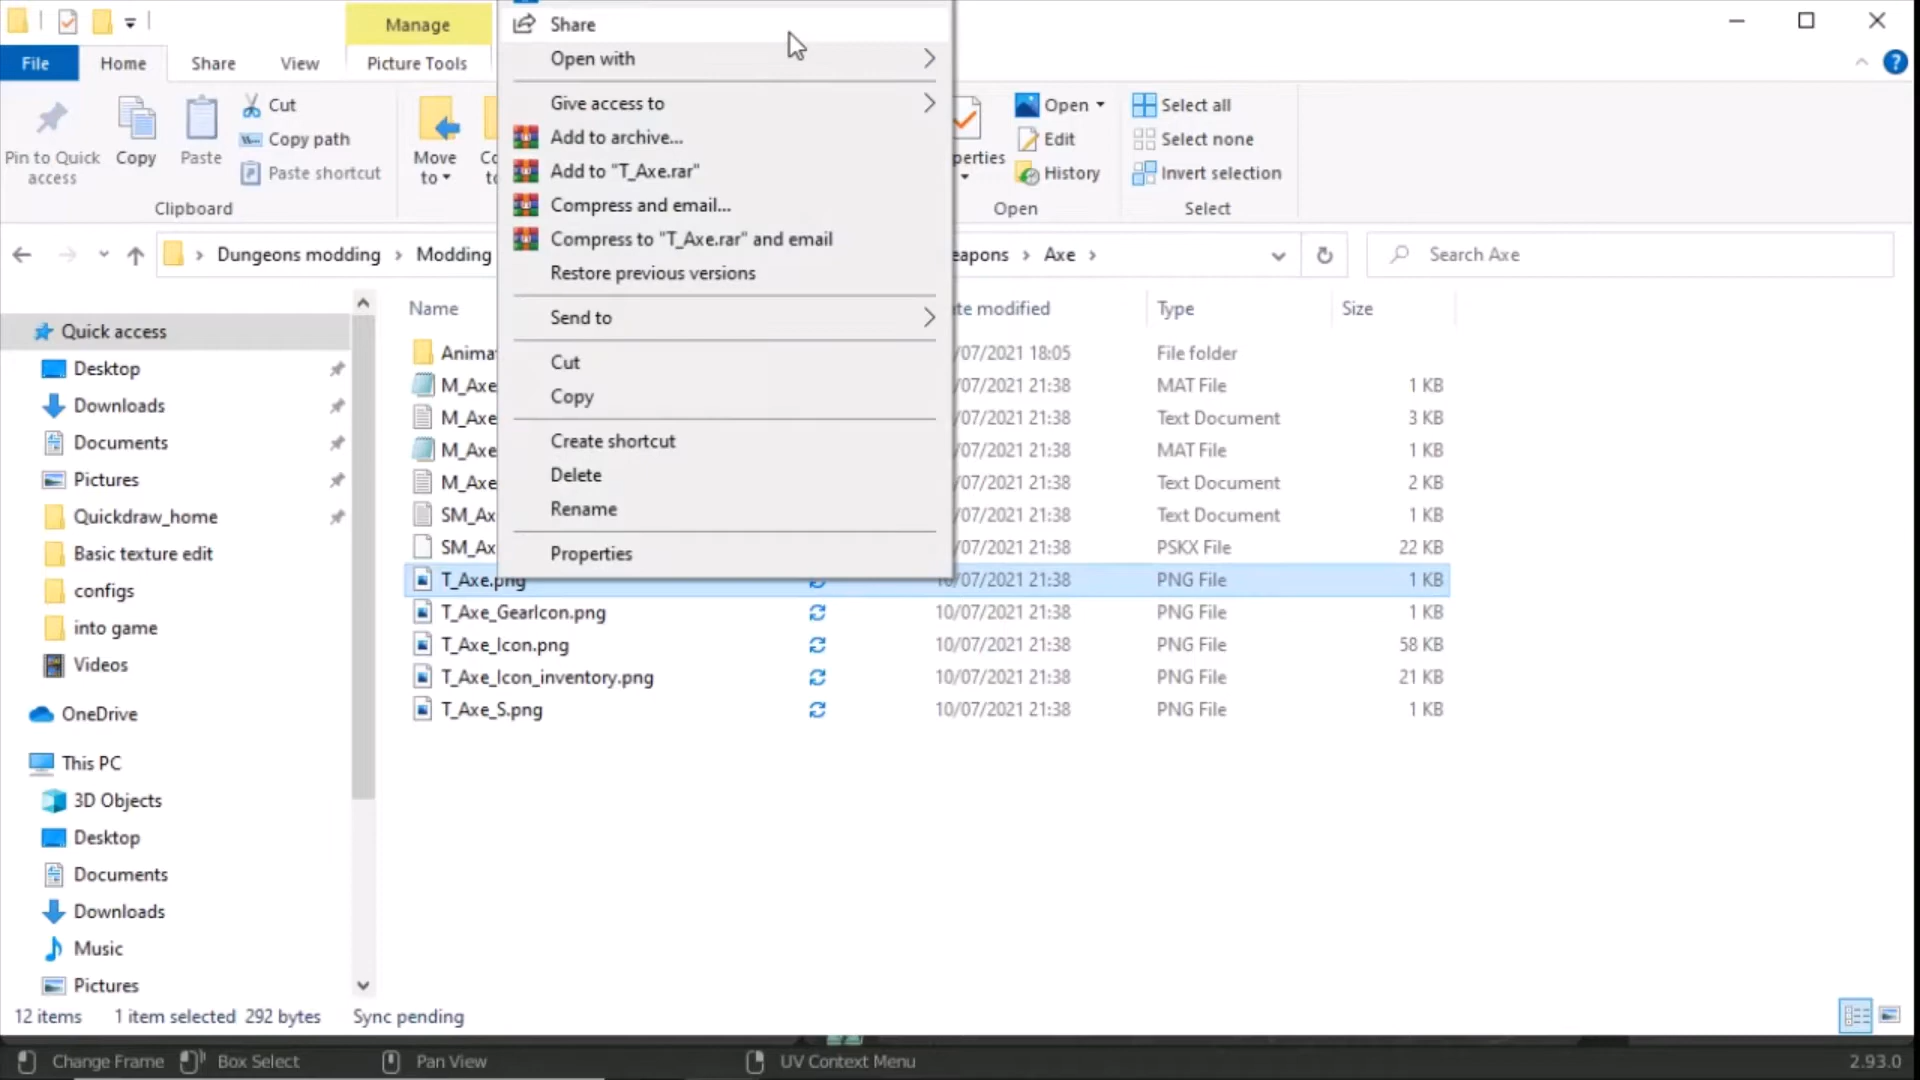 Manage
Share
File
Home
Share
View
Picture Tools
Open with
Pin to Quick access
Copy
Paste
Cut
Copy path
Paste shortcut
Clipboard
Move to
Co
to
Give access to
Add to archive...
Add to "T_Axe.rar"
Compress and email...
Compress to "T_Axe.rar" and email
Restore previous versions
Send to
Cut
Copy
Create shortcut
Delete
Rename
Properties
perties
Open
Edit
History
Open
Select all
Select none
Invert selection
Select
Dungeons modding
Modding
eapons
Axe
Search Axe
Name
te modified
Type
Size
Quick access
Desktop
Downloads
Documents
Pictures
Quickdraw_home
Basic texture edit
configs
into game
Videos
OneDrive
This PC
3D Objects
Desktop
Documents
Downloads
Music
Pictures
Anima /07/2021 18:05 File folder
M_Axe /07/2021 21:38 MAT File 1 KB
M_Axe /07/2021 21:38 Text Document 3 KB
M_Axe /07/2021 21:38 MAT File 1 KB
M_Axe /07/2021 21:38 Text Document 2 KB
SM_Ax /07/2021 21:38 Text Document 1 KB
SM_Ax /07/2021 21:38 PSKX File 22 KB
T_Axe.png 10/07/2021 21:38 PNG File 1 KB
T_Axe_GearIcon.png 10/07/2021 21:38 PNG File 1 KB
T_Axe_Icon.png 10/07/2021 21:38 PNG File 58 KB
T_Axe_Icon_inventory.png 10/07/2021 21:38 PNG File 21 KB
T_Axe_S.png 10/07/2021 21:38 PNG File 1 KB
12 items 1 item selected 292 bytes Sync pending
Change Frame Box Select Pan View UV Context Menu 2.93.0